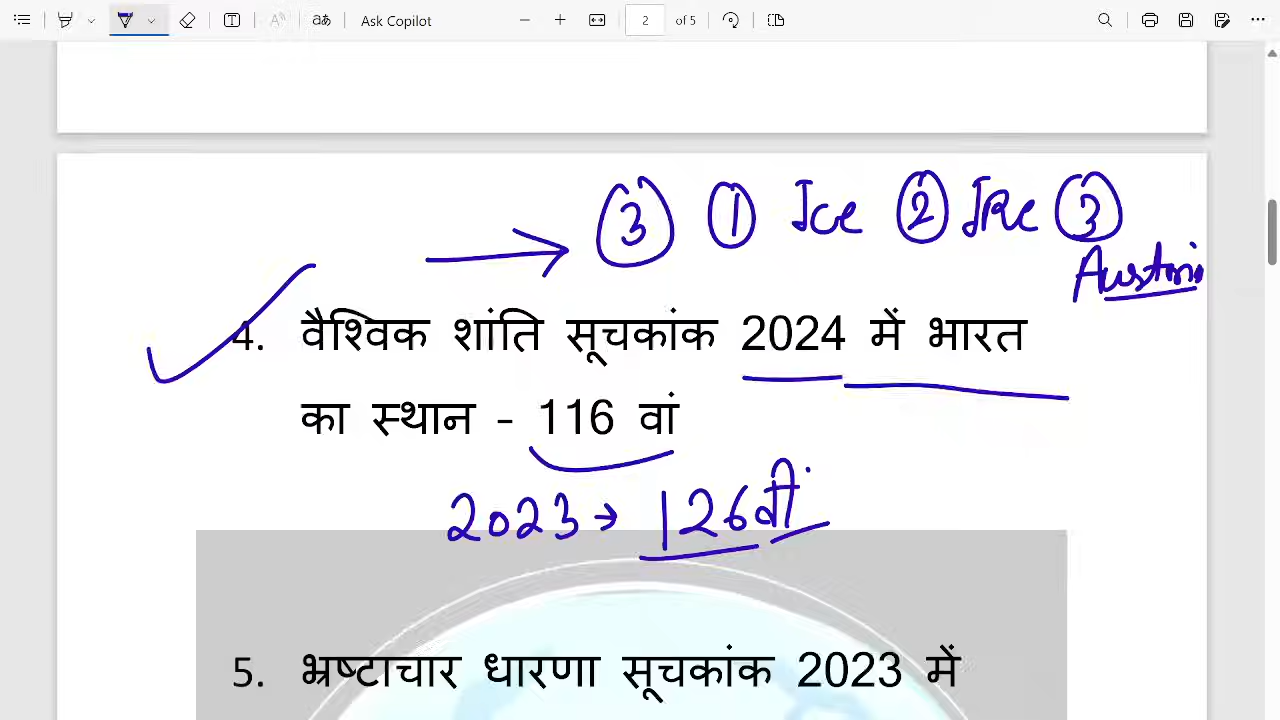 Ask Copilot 2 of 5
③ ① Ice ② IRe ③
Austria
4. वैश्विक शांति सूचकांक 2024 में भारत
का स्थान - 116 वां
2023 → 126वां
5. भ्रष्टाचार धारणा सूचकांक 2023 में